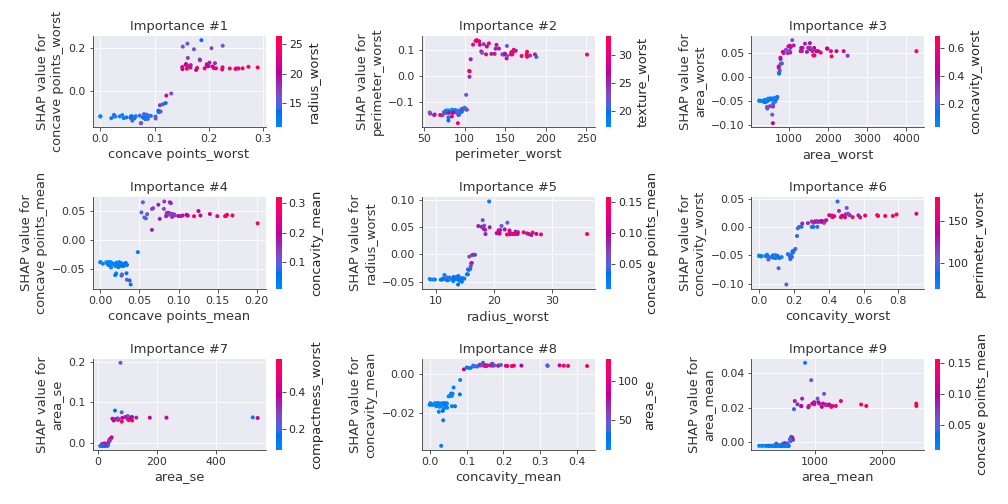 Importance #1
SHAP value for
concave points_worst
0.2
0.0
0.0
0.1
0.2
0.3
concave points_worst
25
20
15
radius_worst
Importance #2
SHAP value for
perimeter_worst
0.1
0.0
−0.1
50
100
150
200
250
perimeter_worst
30
25
20
texture_worst
Importance #3
SHAP value for
area_worst
0.05
0.00
−0.05
−0.10
1000
2000
3000
4000
area_worst
0.6
0.4
0.2
concavity_worst
Importance #4
SHAP value for
concave points_mean
0.05
0.00
−0.05
0.00
0.05
0.10
0.15
0.20
concave points_mean
0.3
0.2
0.1
concavity_mean
Importance #5
SHAP value for
radius_worst
0.10
0.05
0.00
−0.05
10
20
30
radius_worst
0.15
0.10
0.05
concave points_mean
Importance #6
SHAP value for
concavity_worst
0.05
0.00
−0.05
−0.10
0.0
0.2
0.4
0.6
0.8
concavity_worst
150
100
perimeter_worst
Importance #7
SHAP value for
area_se
0.2
0.1
0.0
0
200
400
area_se
0.4
0.2
compactness_worst
Importance #8
SHAP value for
concavity_mean
0.00
−0.02
0.0
0.1
0.2
0.3
0.4
concavity_mean
100
50
area_se
Importance #9
SHAP value for
area_mean
0.04
0.02
0.00
1000
2000
area_mean
0.15
0.10
0.05
concave points_mean